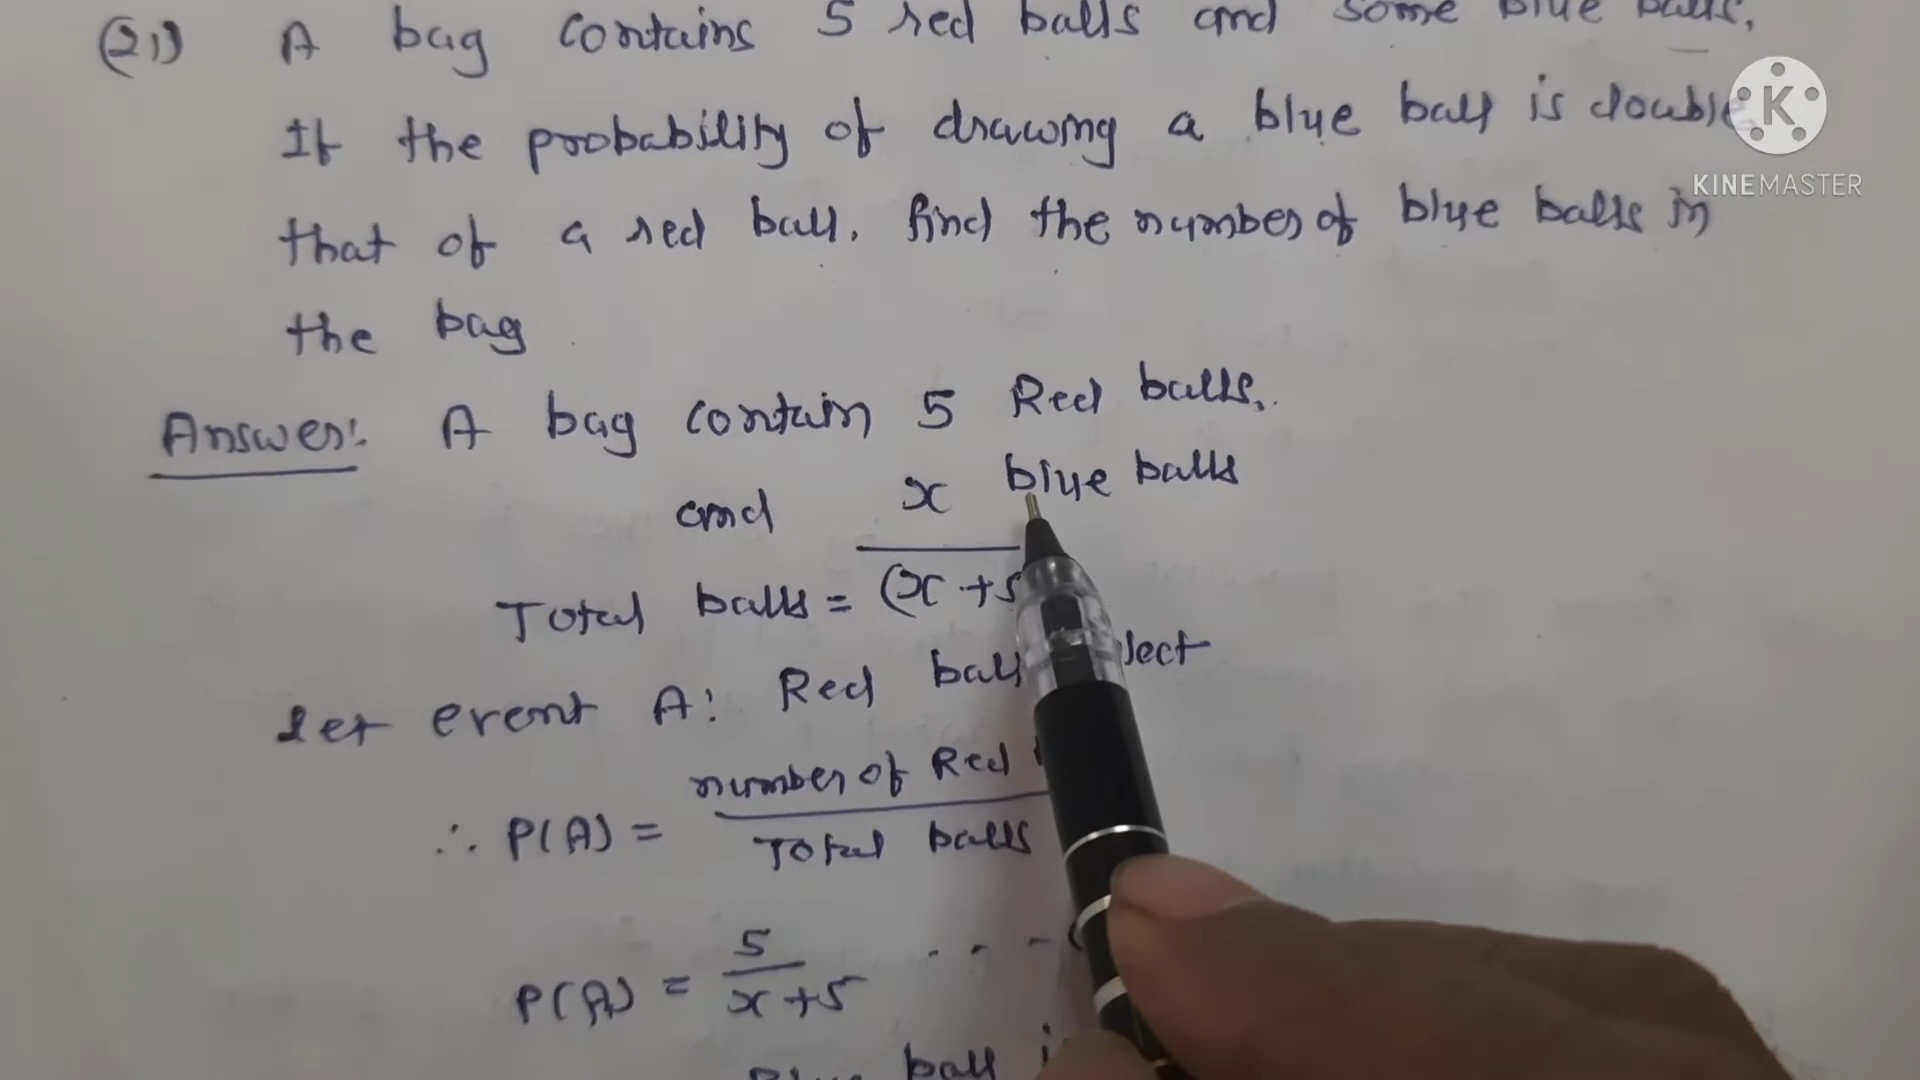 (21) A bag contains 5 red balls and some blue balls.
If the probability of drawing a blue ball is double
that of a red ball, find the number of blue balls in
the bag
Answer: A bag contain 5 Red balls.
and x blue balls
Total balls = (x+5
Let event A: Red ball
∴ P(A) = number of Red
Total balls
P(A) = 5
x+5 ...
Blue ball
K
KINEMASTER